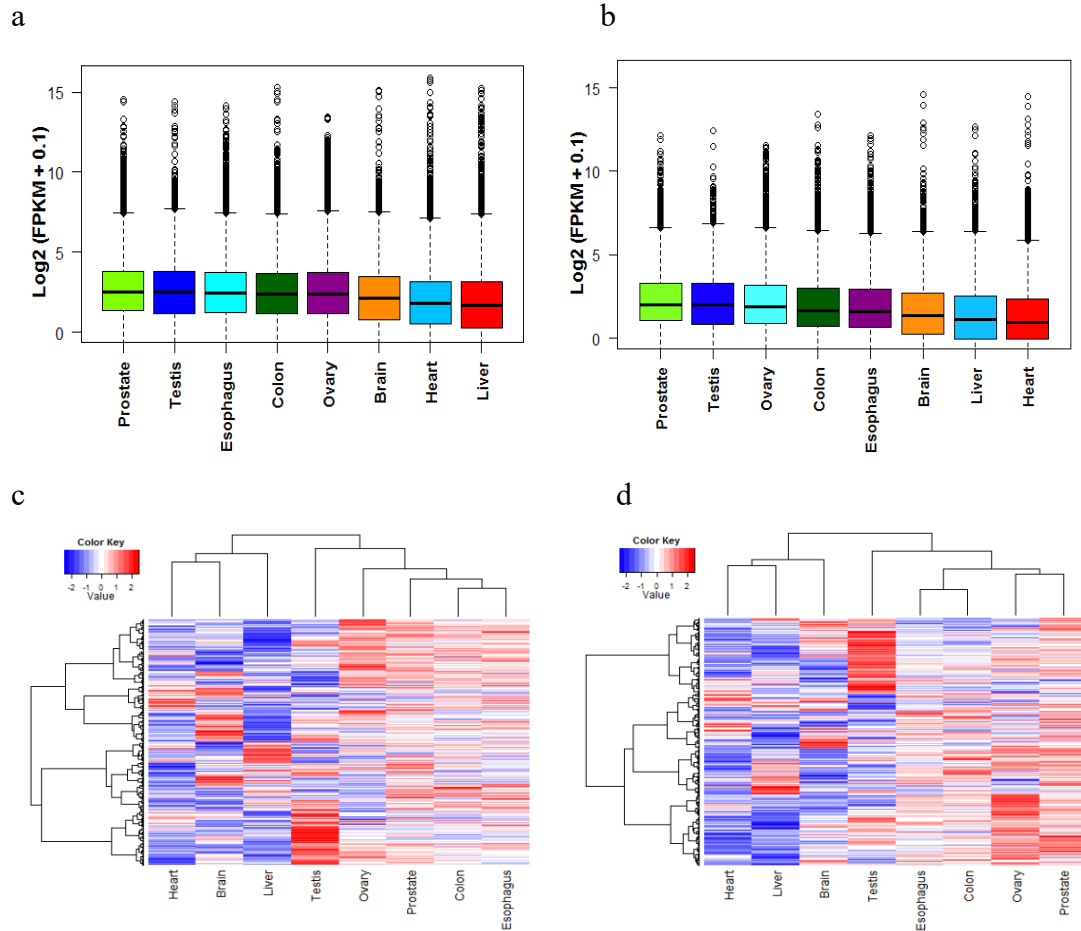 a
b
Log2 (FPKM + 0.1)
15
10
5
0
Prostate
Testis
Esophagus
Colon
Ovary
Brain
Heart
Liver
Log2 (FPKM + 0.1)
15
10
5
0
Prostate
Testis
Ovary
Colon
Esophagus
Brain
Liver
Heart
c
d
Color Key
-2 -1 0 1 2
Value
Heart
Brain
Liver
Testis
Ovary
Prostate
Colon
Esophagus
Color Key
-2 -1 0 1 2
Value
Heart
Liver
Brain
Testis
Esophagus
Colon
Ovary
Prostate